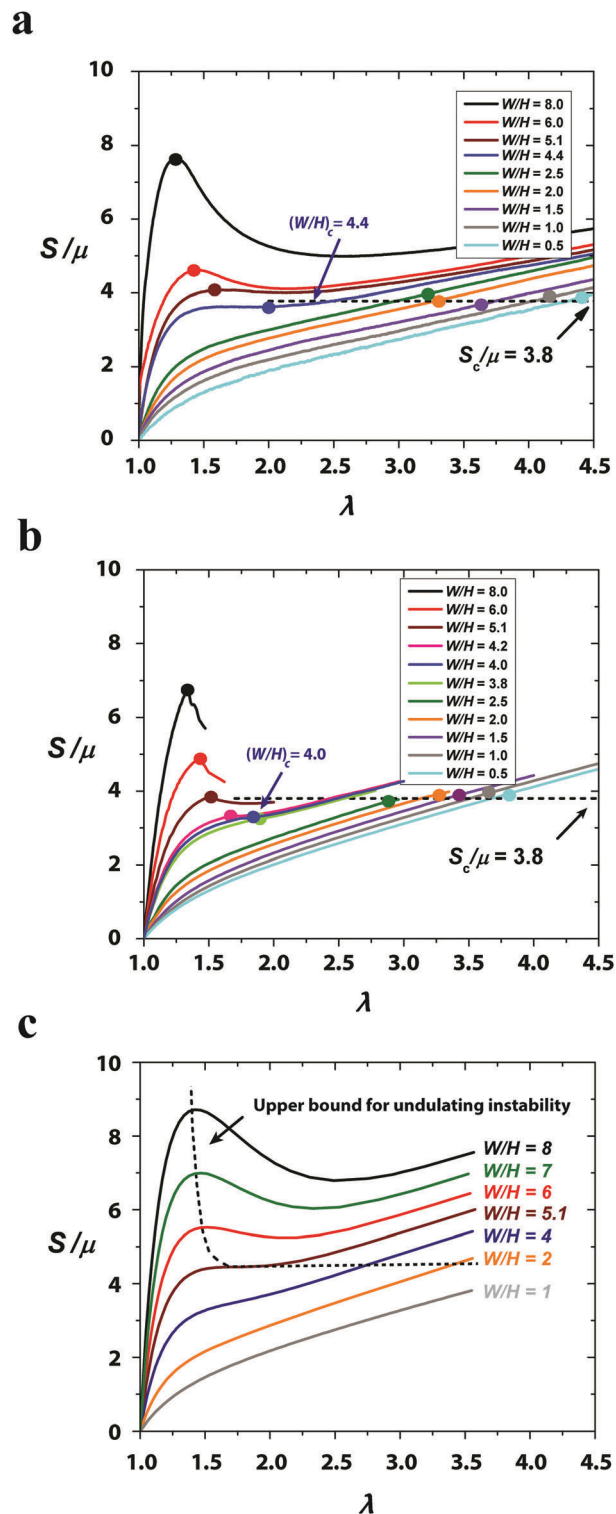 a
10
8
6
4
2
0
S/μ
(W/H)c= 4.4
W/H = 8.0
W/H = 6.0
W/H = 5.1
W/H = 4.4
W/H = 2.5
W/H = 2.0
W/H = 1.5
W/H = 1.0
W/H = 0.5
Sc/μ = 3.8
1.0 1.5 2.0 2.5 3.0 3.5 4.0 4.5
λ
b
10
8
6
4
2
0
S/μ
(W/H)c= 4.0
W/H = 8.0
W/H = 6.0
W/H = 5.1
W/H = 4.2
W/H = 4.0
W/H = 3.8
W/H = 2.5
W/H = 2.0
W/H = 1.5
W/H = 1.0
W/H = 0.5
Sc/μ = 3.8
1.0 1.5 2.0 2.5 3.0 3.5 4.0 4.5
λ
c
10
8
6
4
2
0
S/μ
Upper bound for undulating instability
W/H = 8
W/H = 7
W/H = 6
W/H = 5.1
W/H = 4
W/H = 2
W/H = 1
1.0 1.5 2.0 2.5 3.0 3.5 4.0 4.5
λ